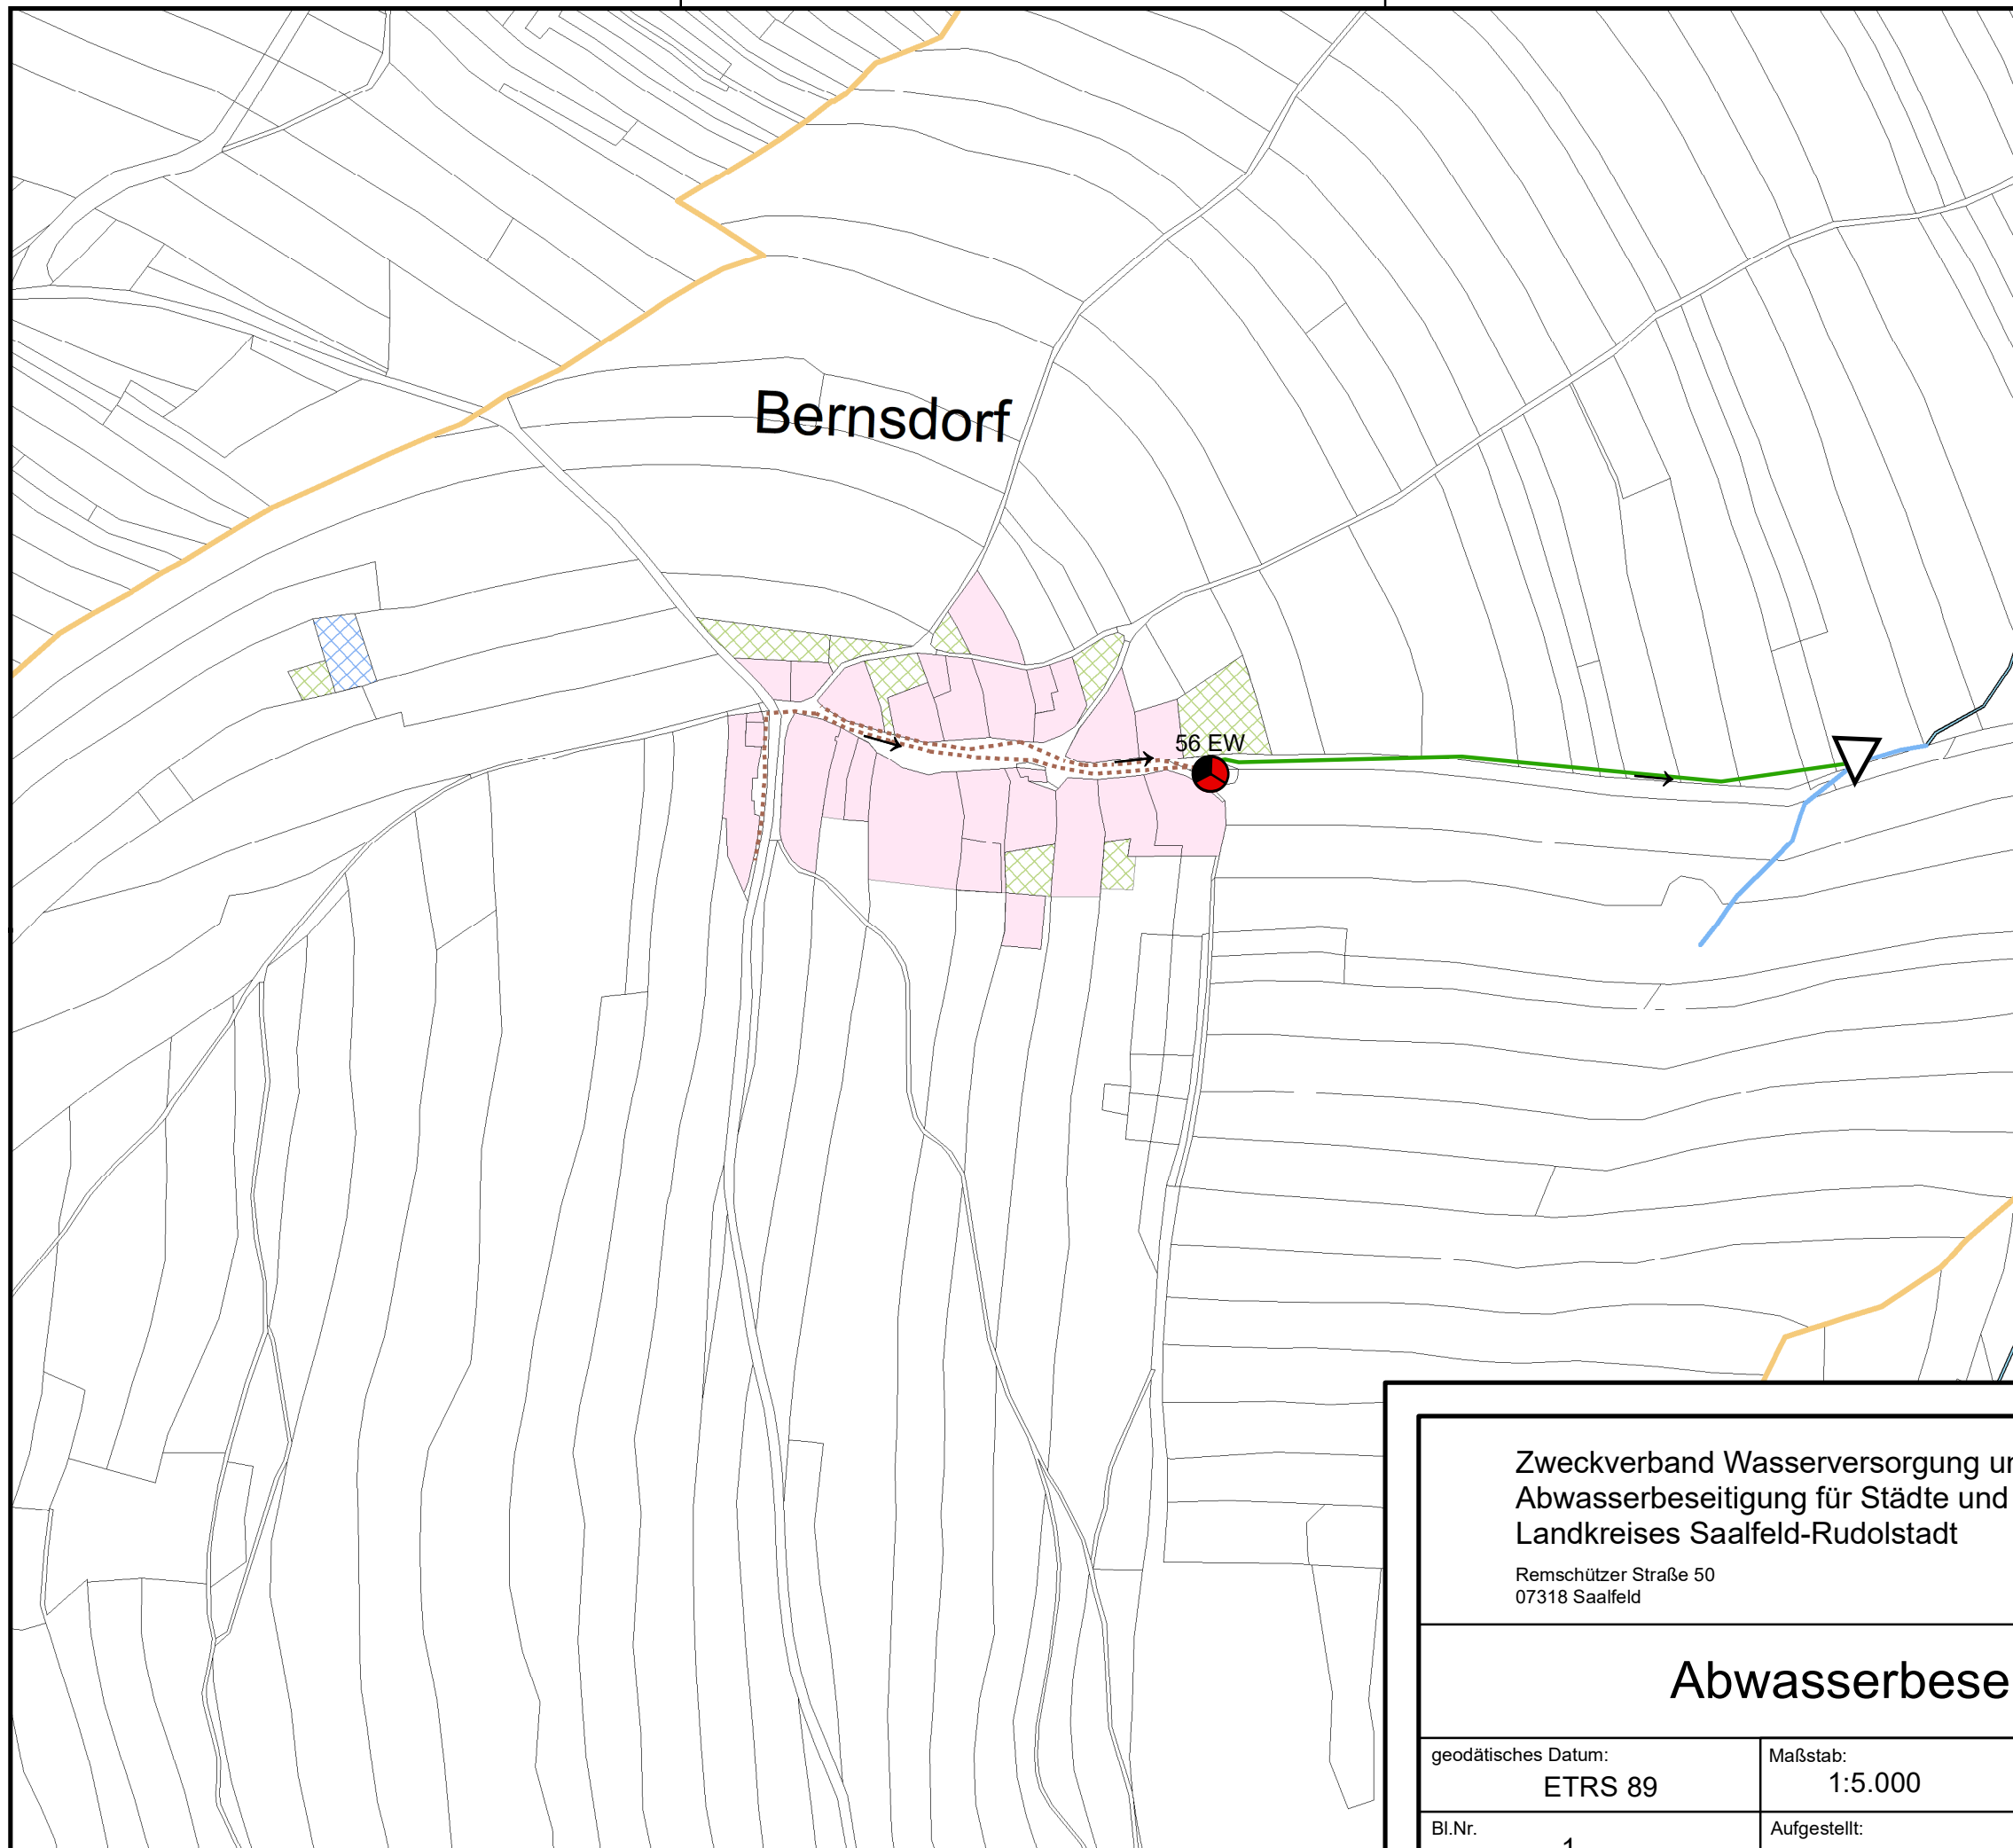 Bernsdorf
56 EW
Zweckverband Wasserversorgung
Abwasserbeseitigung für Städte und
Landkreises Saalfeld-Rudolstadt
Remschützer Straße 50
07318 Saalfeld
Abwasserbese
geodätisches Datum:
ETRS 89
Maßstab:
1:5.000
Bl.Nr.
1
Aufgestellt: